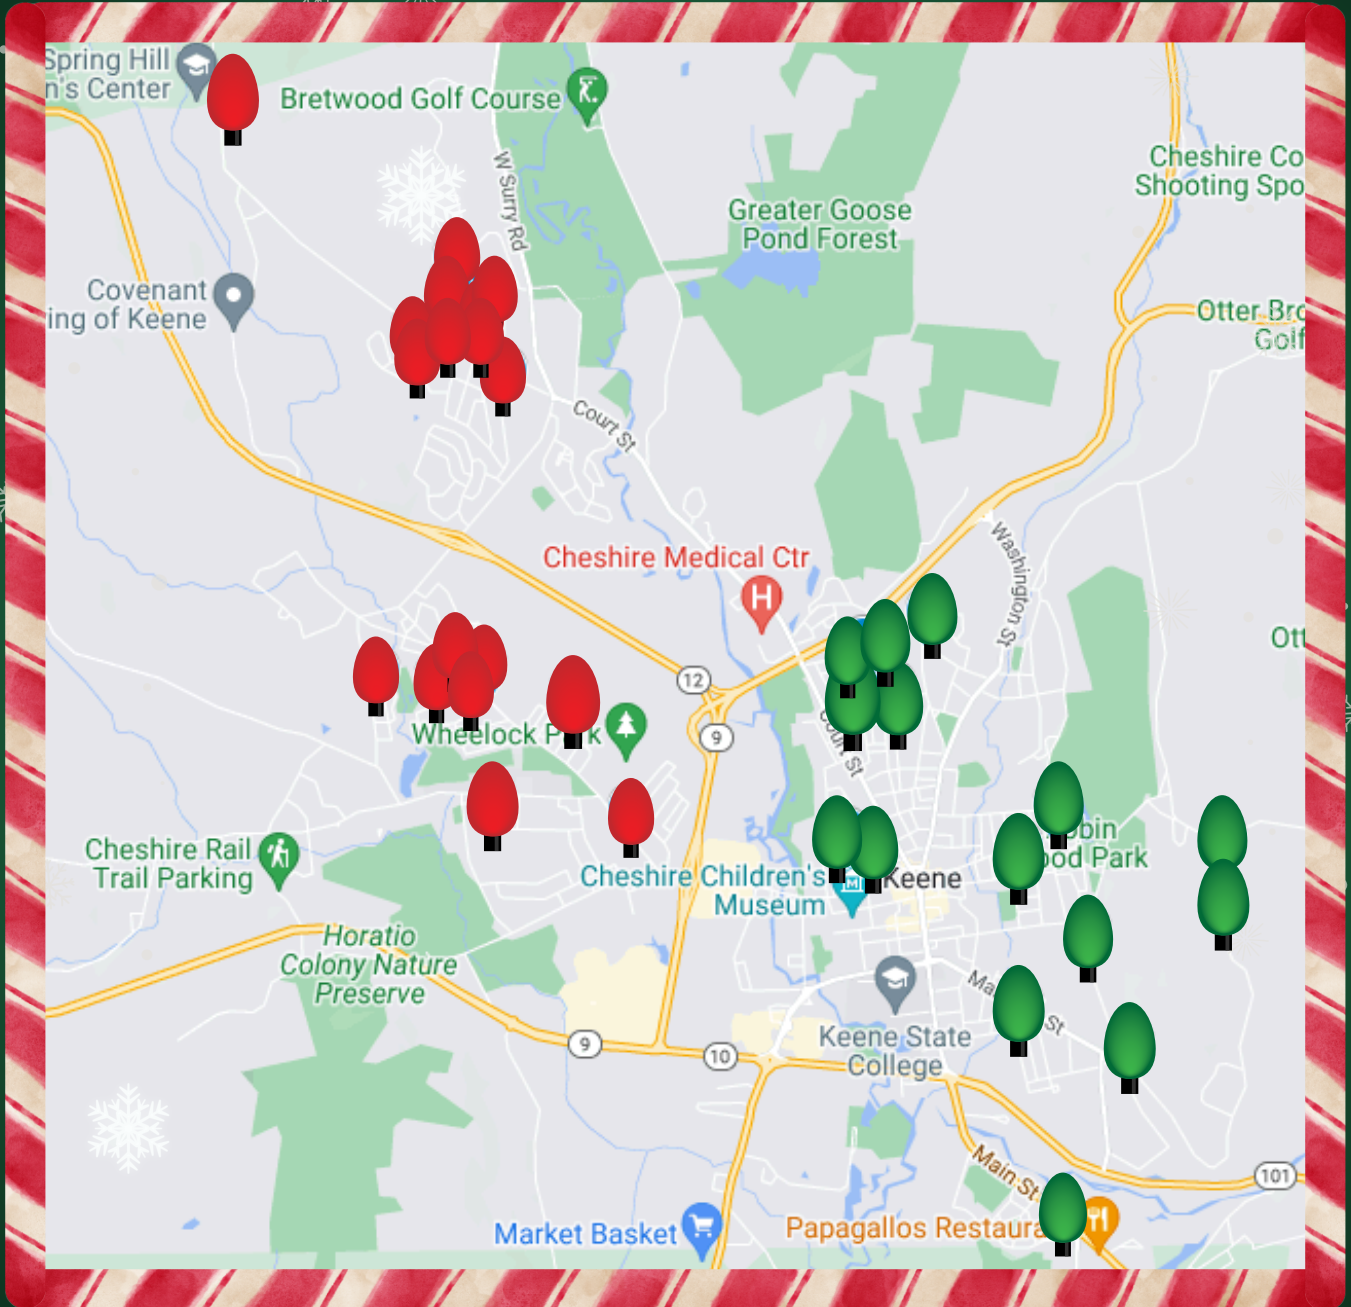 Spring Hill
n's Center
Bretwood Golf Course
W Surry Rd
Cheshire Co
Shooting Spo
Greater Goose
Pond Forest
Covenant
ing of Keene
Otter Bro
Golf
Court St
Cheshire Medical Ctr
H
Washington St
Ott
12
9
Wheelock P k
Court St
Cheshire Rail
Trail Parking
obin
ood Park
Cheshire Children's
Museum
Keene
Horatio
Colony Nature
Preserve
Ma St
Keene State
College
9
10
Main St
101
Market Basket
Papagallos Restaura